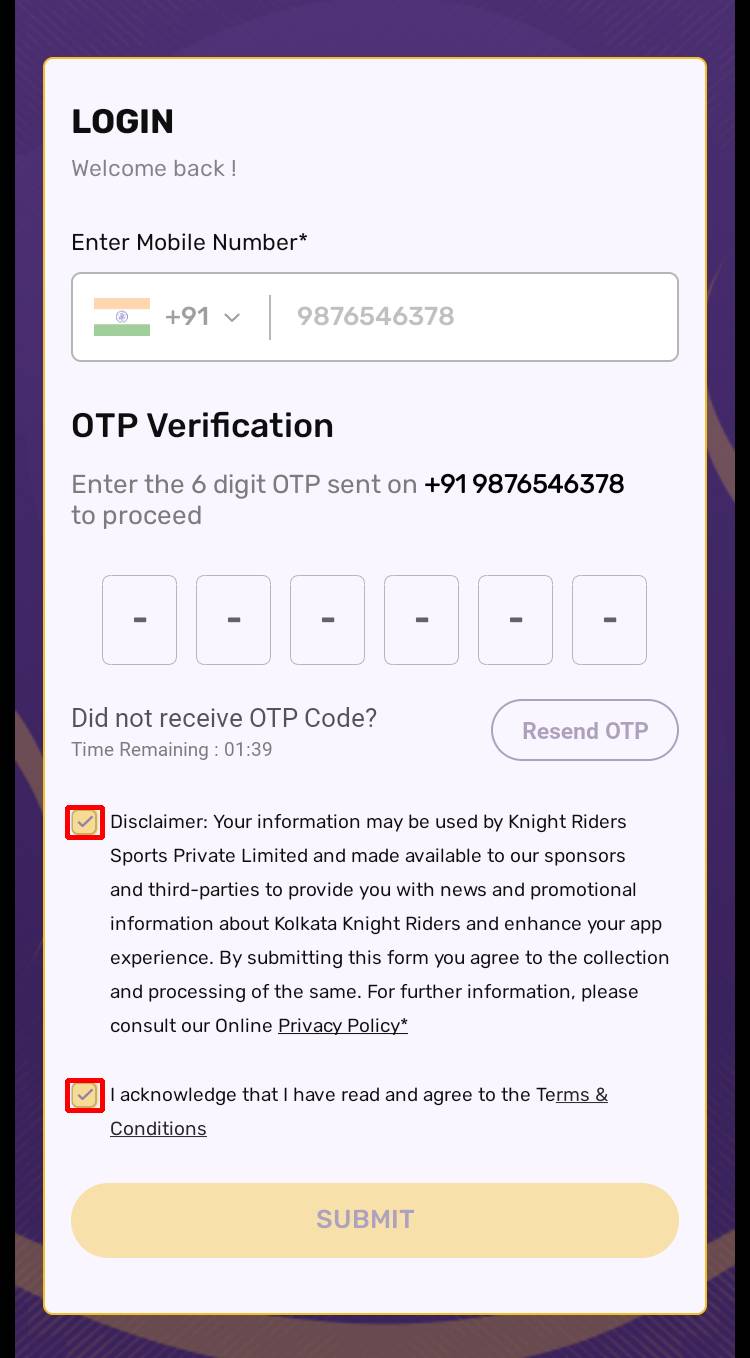 LOGIN
Welcome back !
Enter Mobile Number*
+91 9876546378
OTP Verification
Enter the 6 digit OTP sent on +91 9876546378
to proceed
- - - - - -
Did not receive OTP Code?
Time Remaining : 01:39
Resend OTP
Disclaimer: Your information may be used by Knight Riders
Sports Private Limited and made available to our sponsors
and third-parties to provide you with news and promotional
information about Kolkata Knight Riders and enhance your app
experience. By submitting this form you agree to the collection
and processing of the same. For further information, please
consult our Online Privacy Policy*
I acknowledge that I have read and agree to the Terms &
Conditions
SUBMIT